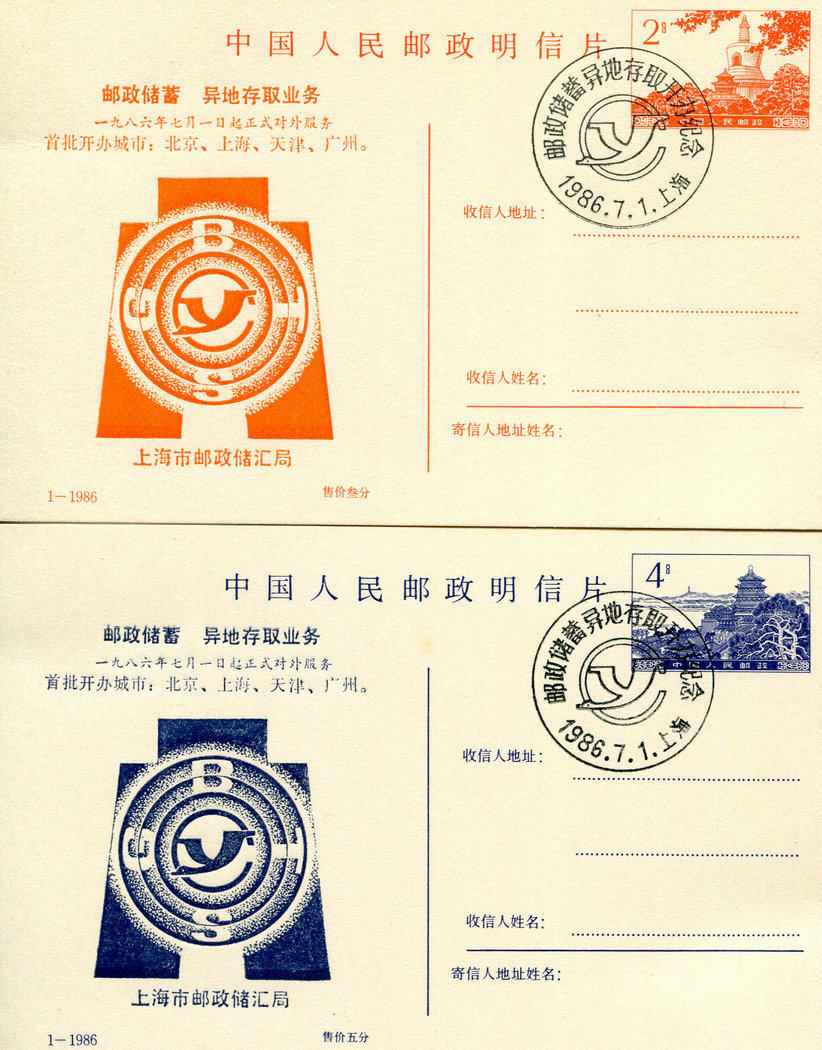 中国人民邮政明信片
2分
中国人民邮政
邮政储蓄 异地存取业务
一九八六年七月一日起正式对外服务
首批开办城市：北京、上海、天津、广州。
邮政储蓄异地存取开办纪念
1986.7.1.上海
B
G
S
收信人地址：
收信人姓名：
寄信人地址姓名：
上海市邮政储汇局
1－1986
售价叁分
中国人民邮政明信片
4分
中国人民邮政
邮政储蓄 异地存取业务
一九八六年七月一日起正式对外服务
首批开办城市：北京、上海、天津、广州。
邮政储蓄异地存取开办纪念
1986.7.1.上海
B
G
S
收信人地址：
收信人姓名：
寄信人地址姓名：
上海市邮政储汇局
1－1986
售价五分